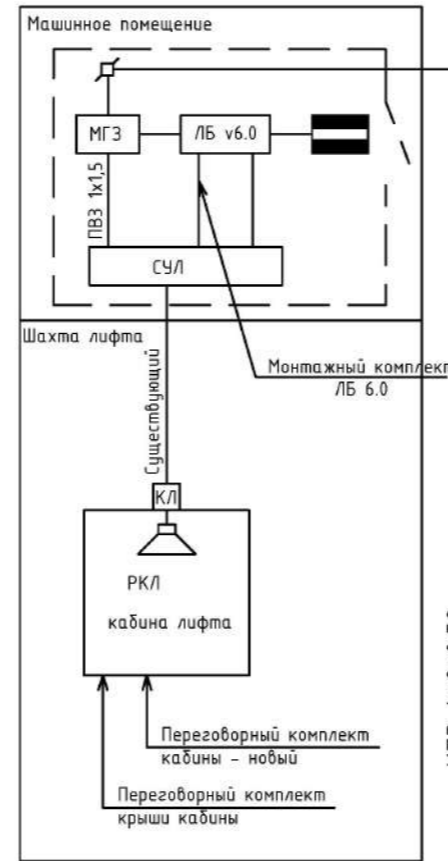 Машинное помещение
МГЗ
ЛБ v6.0
ПВЗ 1х1,5
СУЛ
Шахта лифта
Существующий
Монтажный комплект
ЛБ 6.0
КЛ
РКЛ
кабина лифта
Переговорный комплект
кабины - новый
Переговорный комплект
крыши кабины